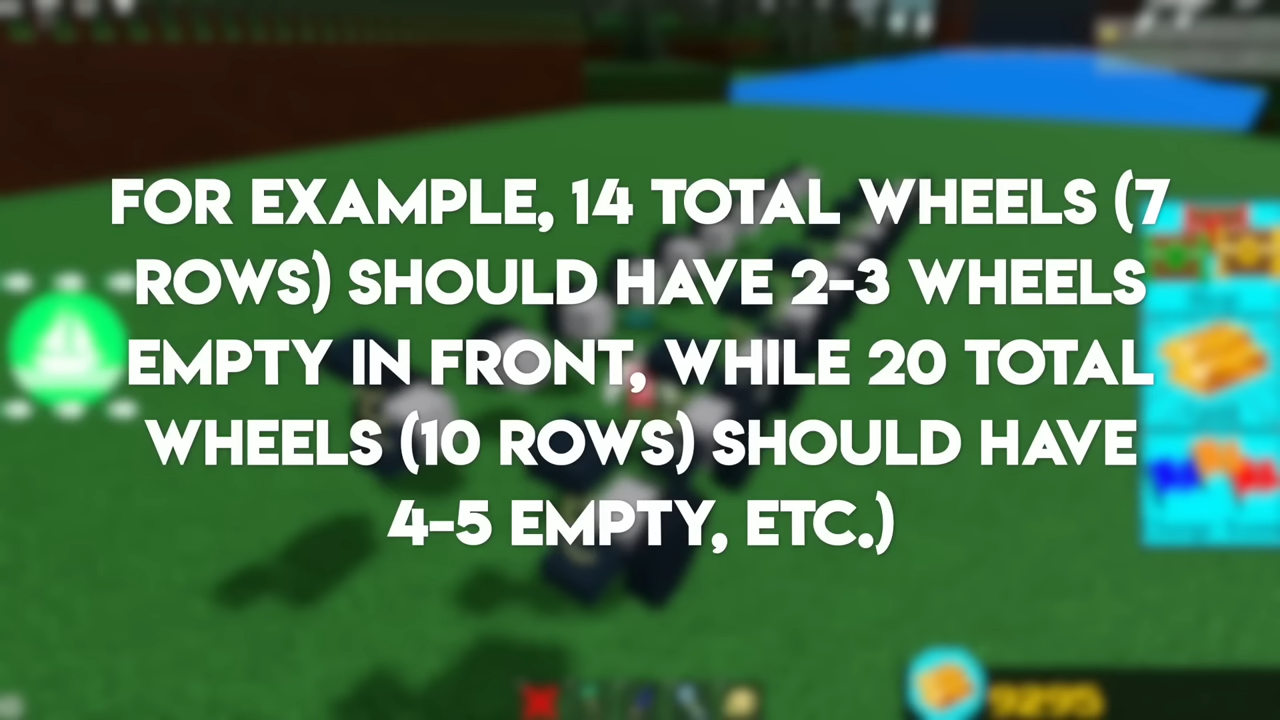 FOR EXAMPLE, 14 TOTAL WHEELS (7
ROWS) SHOULD HAVE 2-3 WHEELS
EMPTY IN FRONT, WHILE 20 TOTAL
WHEELS (10 ROWS) SHOULD HAVE
4-5 EMPTY, ETC.)
9295